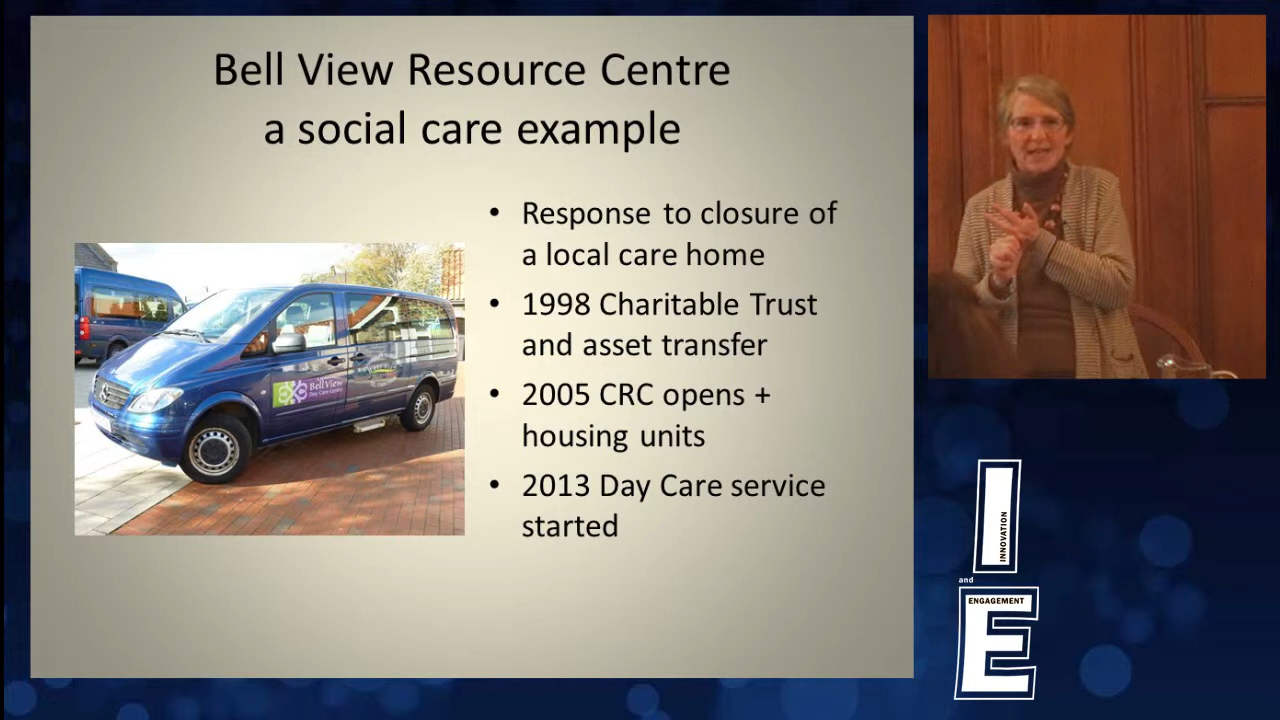 Bell View Resource Centre
a social care example
• Response to closure of
a local care home
• 1998 Charitable Trust
and asset transfer
• 2005 CRC opens +
housing units
• 2013 Day Care service
started
Bell View
Day Care Centre
I
INNOVATION
and
ENGAGEMENT
E